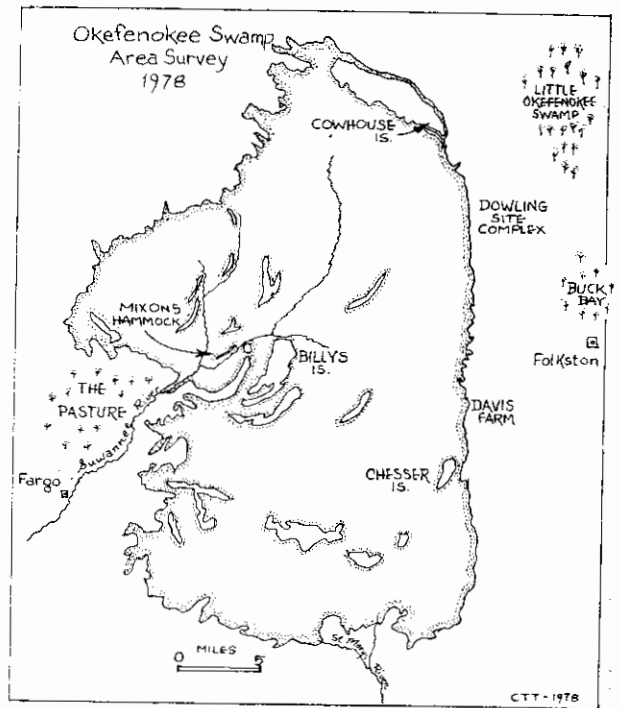 Okefenokee Swamp
Area Survey
1978
LITTLE
OKEFENOKEE
SWAMP
COWHOUSE
IS.
DOWLING
SITE
COMPLEX
BUCK
BAY
Folkston
MIXONS
HAMMOCK
BILLYS
IS.
THE
PASTURE
Suwannee River
DAVIS
FARM
Fargo
CHESSER
IS.
St Marys River
MILES
0 5
CTT-1978